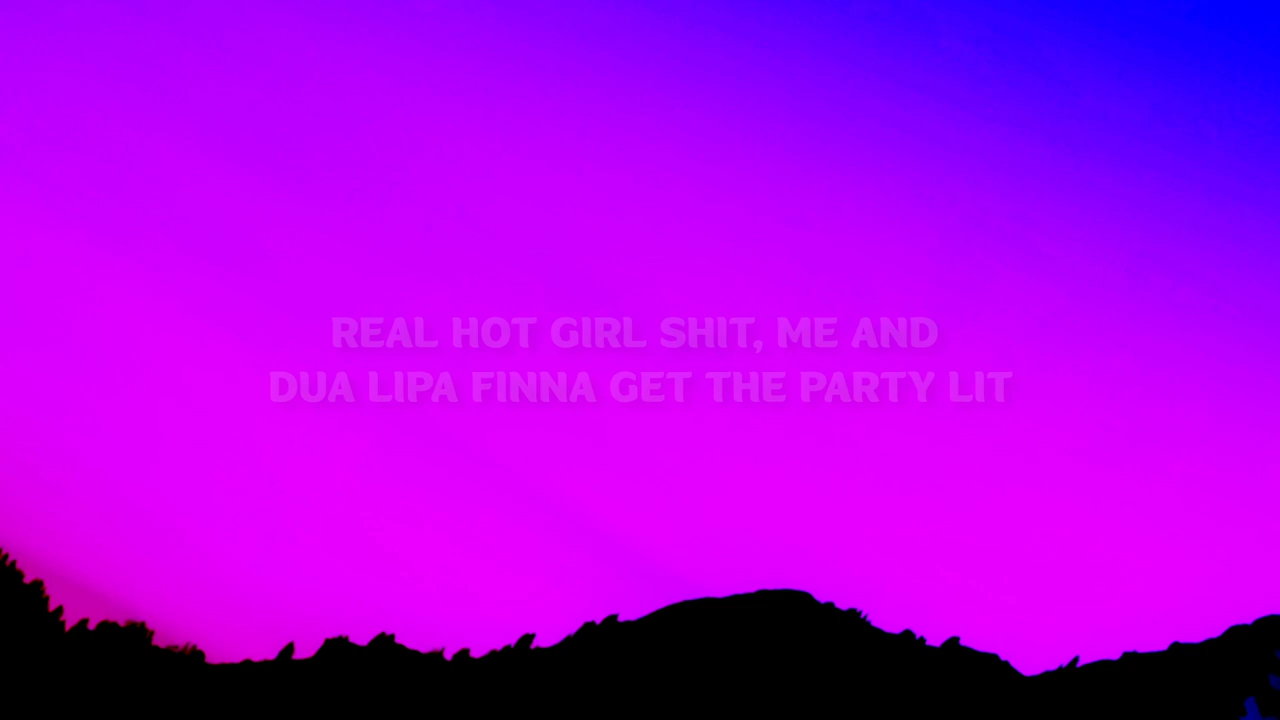 REAL HOT GIRL SHIT, ME AND
DUA LIPA FINNA GET THE PARTY LIT